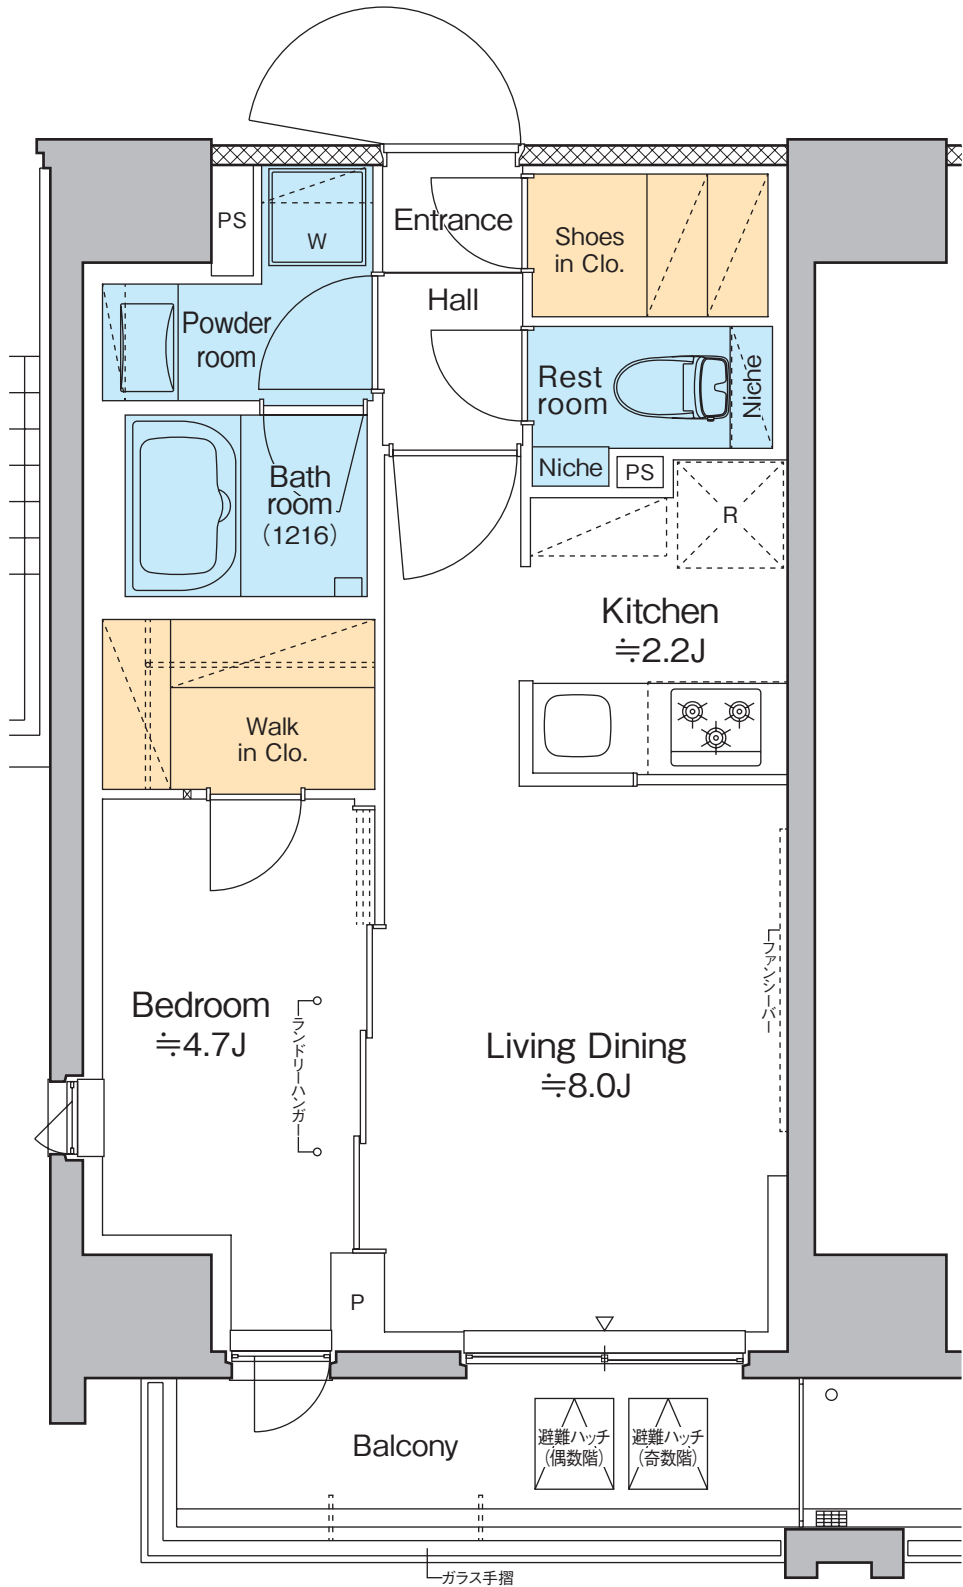 PS
W
Entrance
Shoes
in Clo.
Hall
Powder
room
Rest
room
Niche
Niche
PS
R
Bath
room
(1216)
Kitchen
≒2.2J
Walk
in Clo.
Bedroom
≒4.7J
ランドリーハンガー
Living Dining
≒8.0J
ファンシーバー
P
Balcony
避難ハッチ
(偶数階)
避難ハッチ
(奇数階)
ガラス手摺